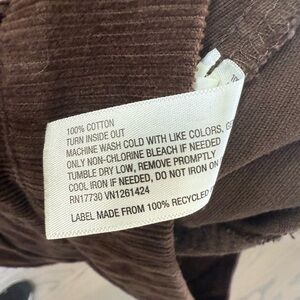 100% COTTON
TURN INSIDE OUT
MACHINE WASH COLD WITH LIKE COLORS,
ONLY NON-CHLORINE BLEACH IF NEEDED
TUMBLE DRY LOW, REMOVE PROMPTLY
COOL IRON IF NEEDED, DO NOT IRON ON
RN17730 VN1261424
LABEL MADE FROM 100% RECYCLED